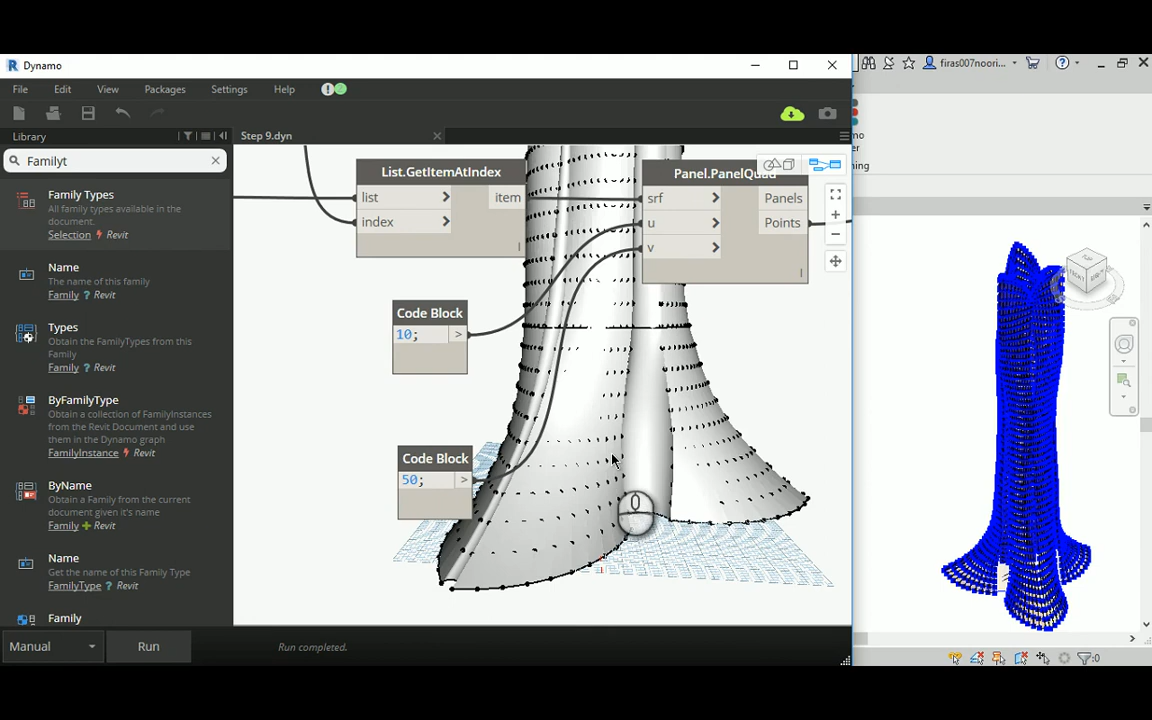 Dynamo
firas007noori...
File Edit View Packages Settings Help
Library
Step 9.dyn
Familyt
Family Types
All family types available in the
document.
Selection Revit
Name
The name of this family
Family ? Revit
Types
Obtain the FamilyTypes from this
Family
Family ? Revit
ByFamilyType
Obtain a collection of FamilyInstances
from the Revit Document and use
them in the Dynamo graph
FamilyInstance Revit
ByName
Obtain a Family from the current
document given it's name
Family + Revit
Name
Get the name of this Family Type
FamilyType ? Revit
Family
List.GetItemAtIndex
list > item
index >
Code Block
10; >
Code Block
50; >
Panel.PanelQuad
srf > Panels
u > Points
v >
FRONT
Manual
Run
Run completed.
:0